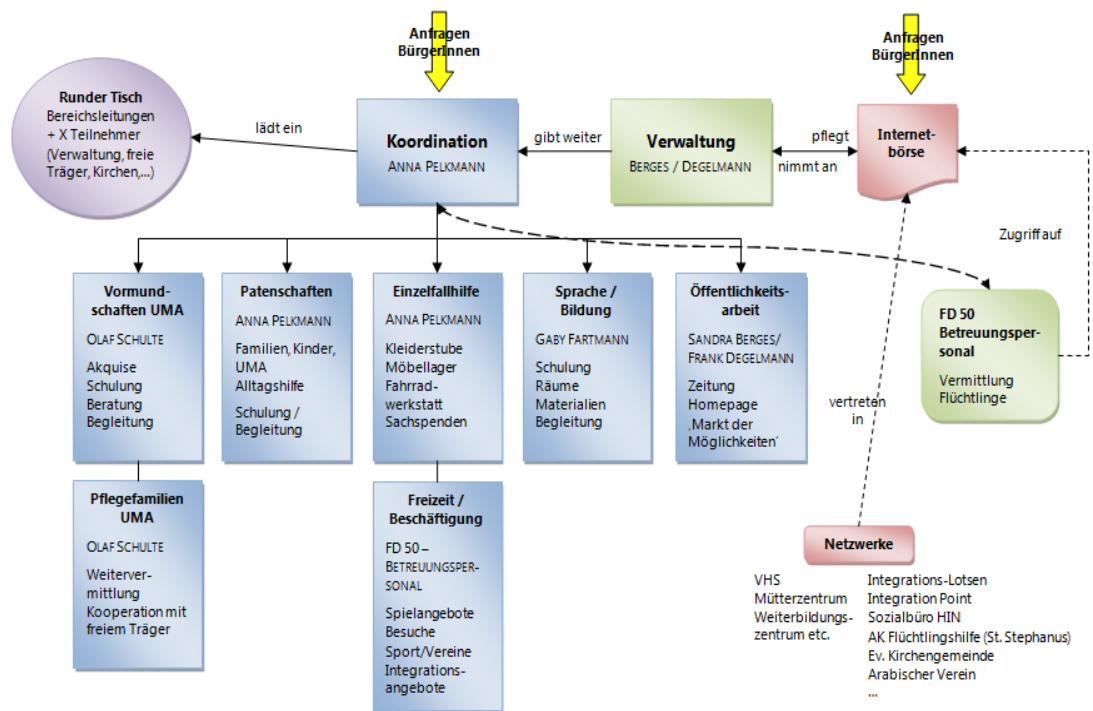 Anfragen
BürgerInnen
Anfragen
BürgerInnen
Runder Tisch
Bereichsleitungen
+ X Teilnehmer
(Verwaltung, freie
Träger, Kirchen,...)
lädt ein
Koordination
ANNA PELKMANN
gibt weiter
Verwaltung
BERGES / DEGELMANN
pflegt
nimmt an
Internet-
börse
Zugriff auf
Vormund-
schaften UMA
OLAF SCHULTE
Akquise
Schulung
Beratung
Begleitung
Patenschaften
ANNA PELKMANN
Familien, Kinder,
UMA
Alltagshilfe
Schulung /
Begleitung
Einzelfallhilfe
ANNA PELKMANN
Kleiderstube
Möbellager
Fahrrad-
werkstatt
Sachspenden
Sprache /
Bildung
GABY FARTMANN
Schulung
Räume
Materialien
Begleitung
Öffentlichkeits-
arbeit
SANDRA BERGES/
FRANK DEGELMANN
Zeitung
Homepage
‚Markt der
Möglichkeiten‘
FD 50
Betreuungsper-
sonal
Vermittlung
Flüchtlinge
vertreten
in
Pflegefamilien
UMA
OLAF SCHULTE
Weiterver-
mittlung
Kooperation mit
freiem Träger
Freizeit /
Beschäftigung
FD 50 –
BETREUUNGSPER-
SONAL
Spielangebote
Besuche
Sport/Vereine
Integrations-
angebote
Netzwerke
VHS
Mütterzentrum
Weiterbildungs-
zentrum etc.
Integrations-Lotsen
Integration Point
Sozialbüro HIN
AK Flüchtlingshilfe (St. Stephanus)
Ev. Kirchengemeinde
Arabischer Verein
...